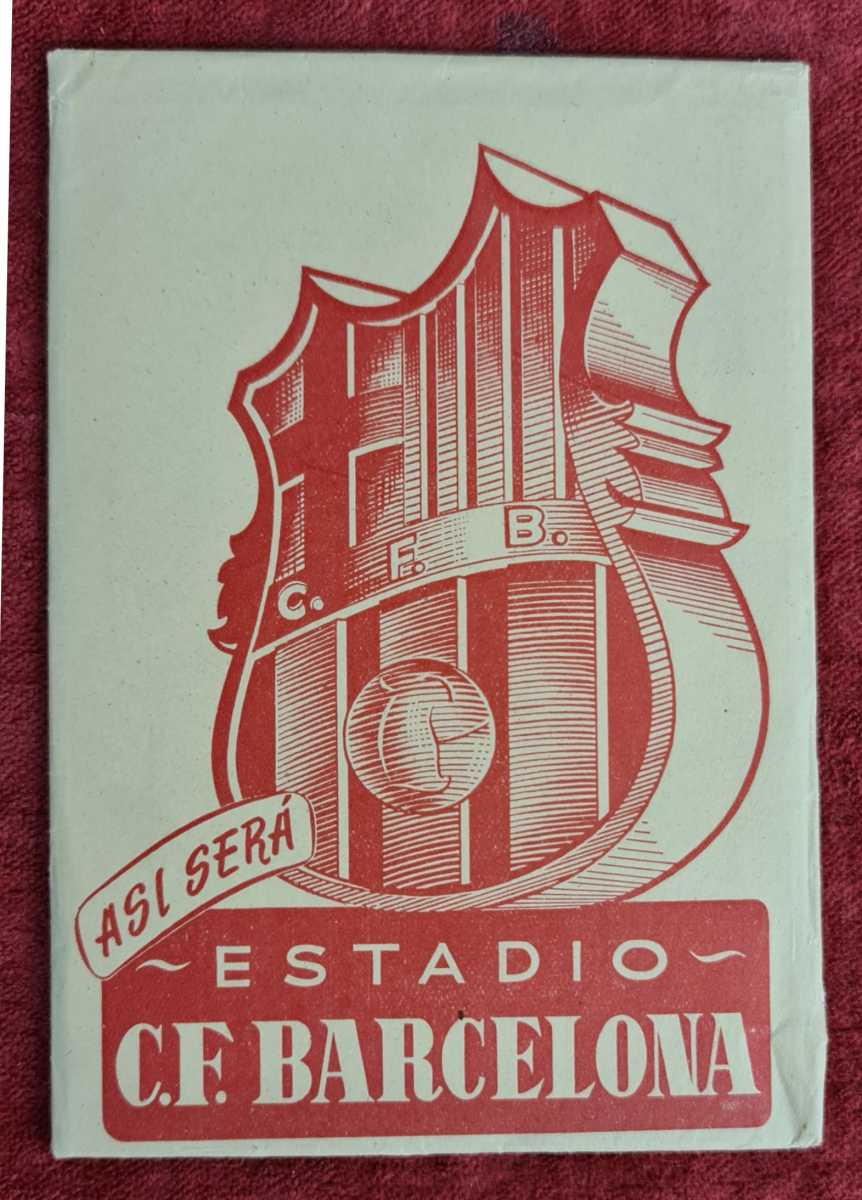 C. F. B.
ASI SERÁ
ESTADIO
C.F. BARCELONA